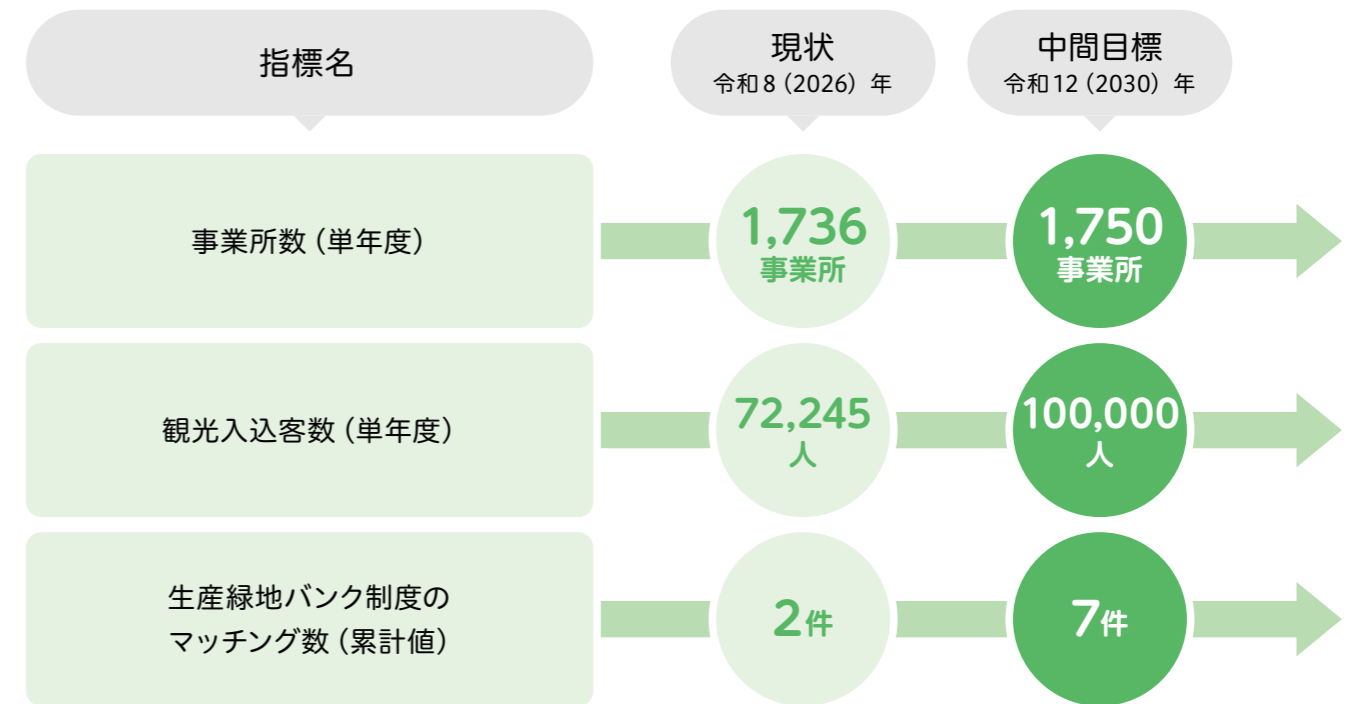 指標名
現状
令和8(2026)年
中間目標
令和12(2030)年
事業所数(単年度)
1,736
事業所
1,750
事業所
観光入込客数(単年度)
72,245
人
100,000
人
生産緑地バンク制度の
マッチング数(累計値)
2件
7件